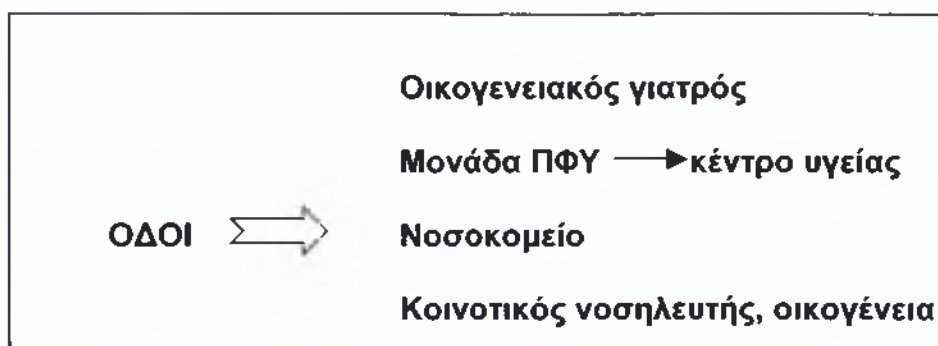 Οικογενειακός γιατρός
Μονάδα ΠΦΥ → κέντρο υγείας
ΟΔΟΙ
Νοσοκομείο
Κοινοτικός νοσηλευτής, οικογένεια